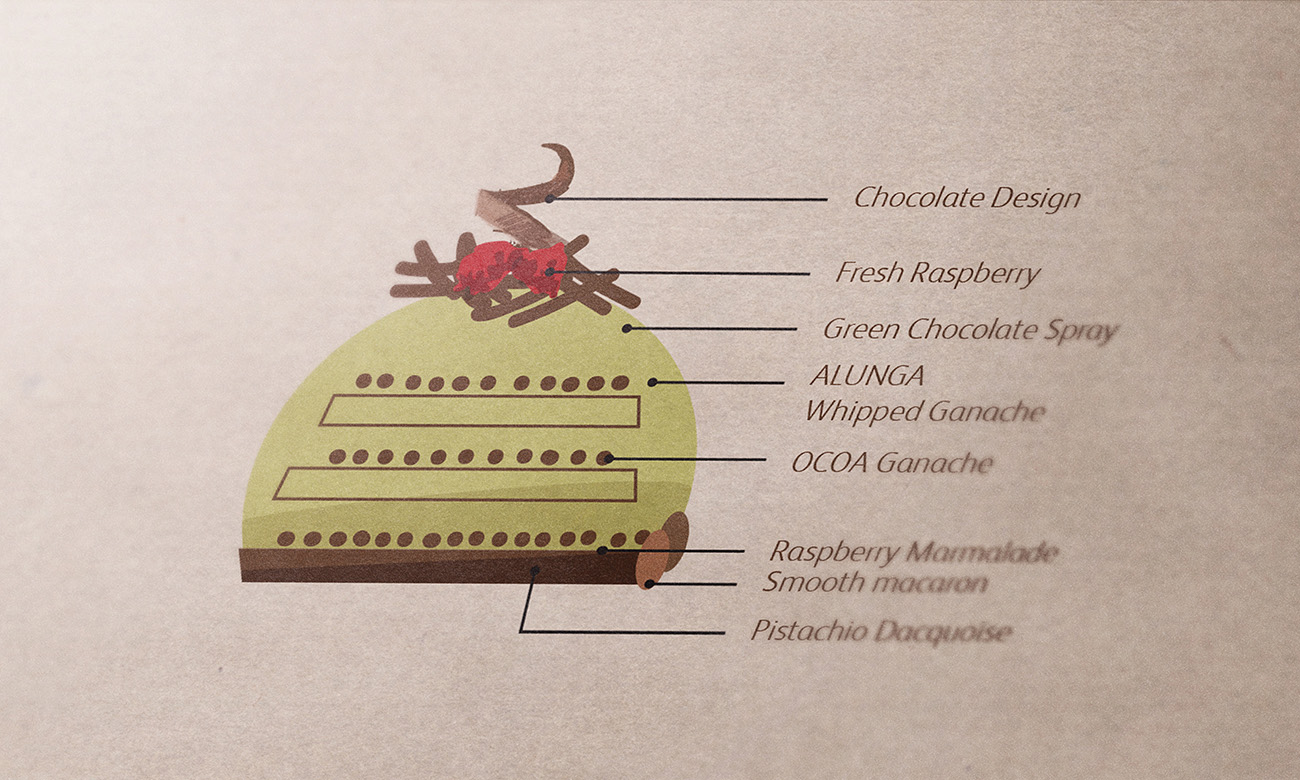 Chocolate Design
Fresh Raspberry
Green Chocolate Spray
ALUNGA
Whipped Ganache
OCOA Ganache
Raspberry Marmalade
Smooth macaron
Pistachio Dacquoise